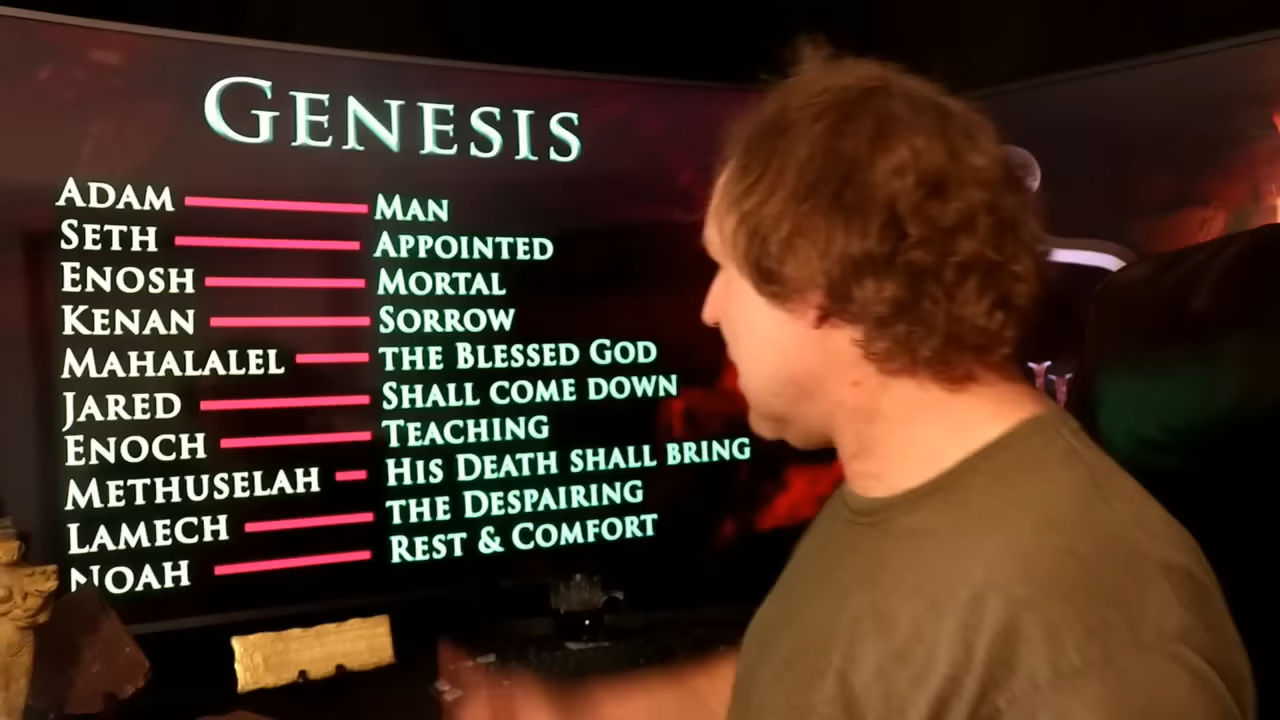 GENESIS
ADAM MAN
SETH APPOINTED
ENOSH MORTAL
KENAN SORROW
MAHALALEL THE BLESSED GOD
JARED SHALL COME DOWN
ENOCH TEACHING
METHUSELAH HIS DEATH SHALL BRING
LAMECH THE DESPAIRING
NOAH REST & COMFORT